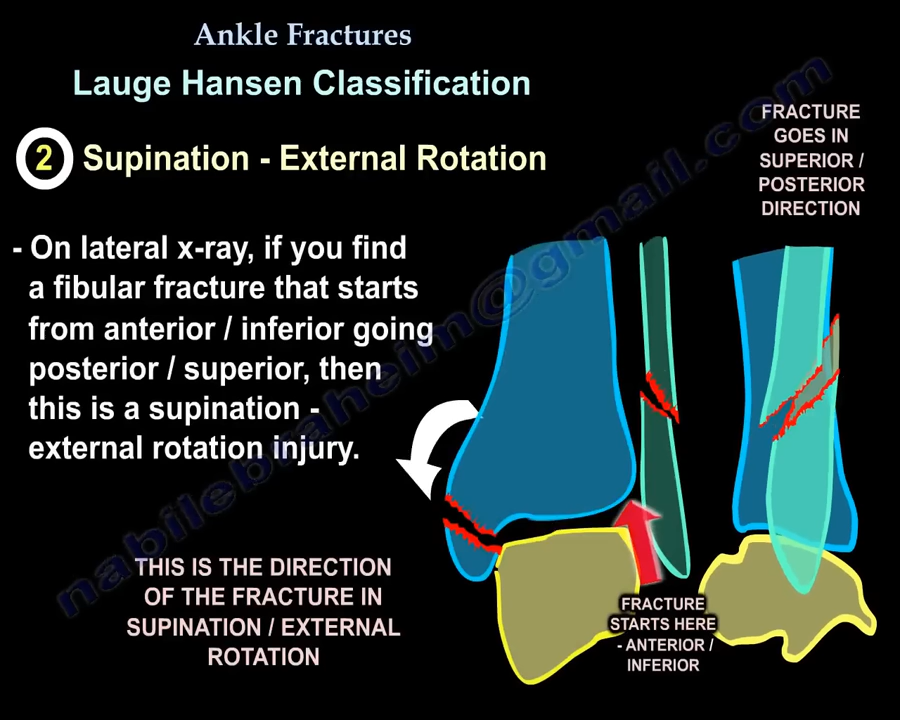 Ankle Fractures
Lauge Hansen Classification
2 Supination - External Rotation
- On lateral x-ray, if you find
a fibular fracture that starts
from anterior / inferior going
posterior / superior, then
this is a supination -
external rotation injury.
THIS IS THE DIRECTION
OF THE FRACTURE IN
SUPINATION / EXTERNAL
ROTATION
FRACTURE
GOES IN
SUPERIOR /
POSTERIOR
DIRECTION
FRACTURE
STARTS HERE
- ANTERIOR /
INFERIOR
nabilebraheim@gmail.com